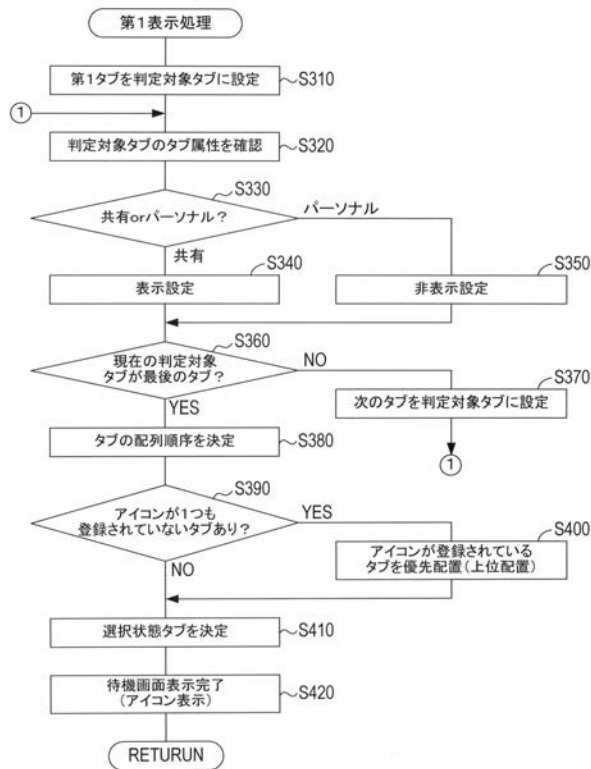 第1表示処理
第1タブを判定対象タブに設定
S310
①
判定対象タブのタブ属性を確認
S320
S330
共有orパーソナル？
パーソナル
共有
S340
表示設定
S350
非表示設定
S360
現在の判定対象
タブが最後のタブ？
NO
YES
S370
次のタブを判定対象タブに設定
①
タブの配列順序を決定
S380
S390
アイコンが1つも
登録されていないタブあり？
YES
NO
S400
アイコンが登録されている
タブを優先配置(上位配置)
選択状態タブを決定
S410
待機画面表示完了
(アイコン表示)
S420
RETURUN